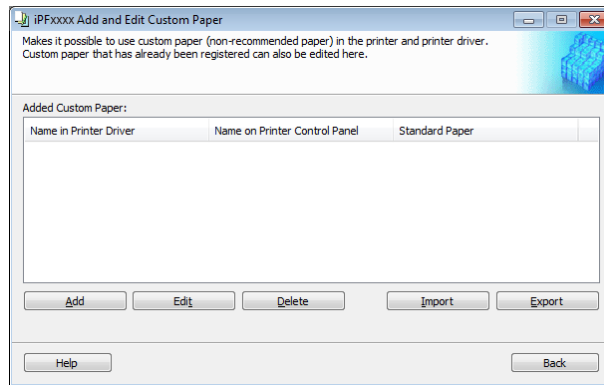 iPFxxxx Add and Edit Custom Paper
Makes it possible to use custom paper (non-recommended paper) in the printer and printer driver.
Custom paper that has already been registered can also be edited here.
Added Custom Paper:
Name in Printer Driver Name on Printer Control Panel Standard Paper
Add Edit Delete Import Export
Help Back